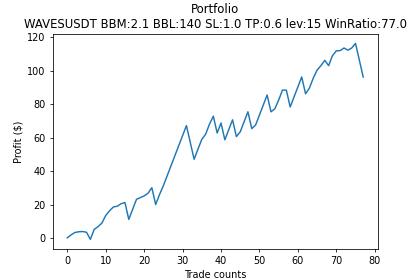 Portfolio
WAVESUSDT BBM:2.1 BBL:140 SL:1.0 TP:0.6 lev:15 WinRatio:77.0
Profit ($)
120
100
80
60
40
20
0
0 10 20 30 40 50 60 70 80
Trade counts